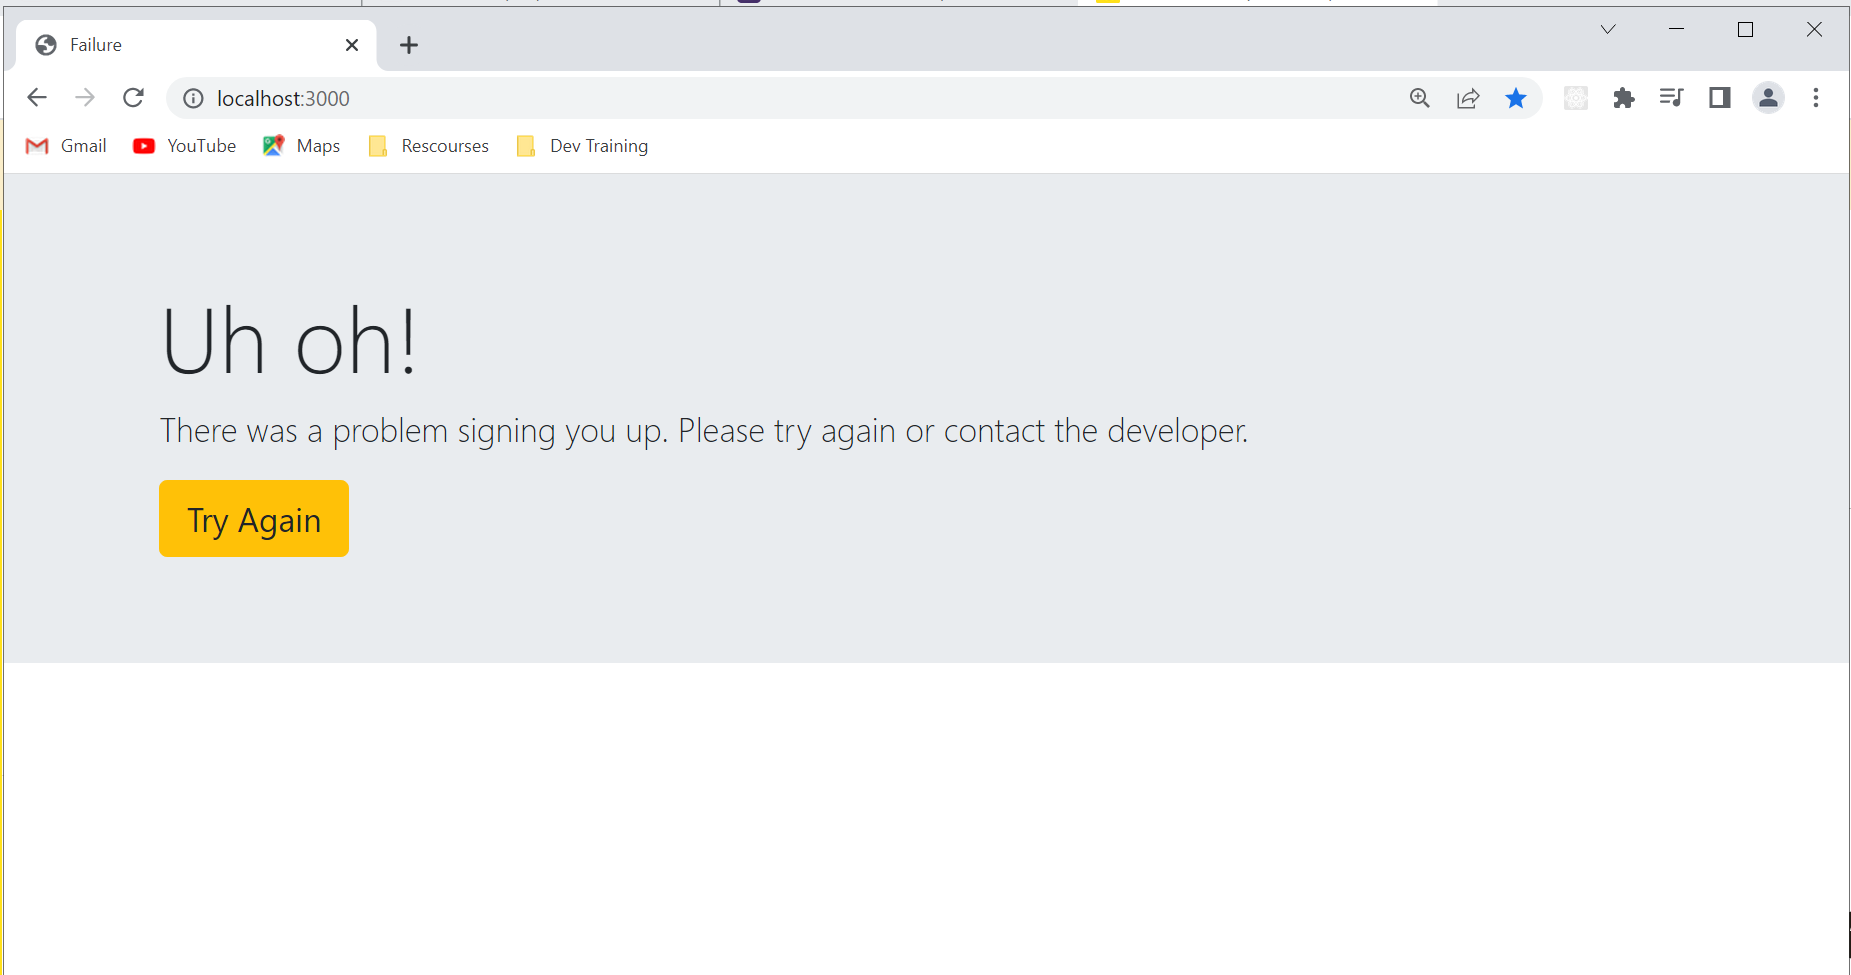 Failure
localhost:3000
Gmail YouTube Maps Rescourses Dev Training
Uh oh!
There was a problem signing you up. Please try again or contact the developer.
Try Again